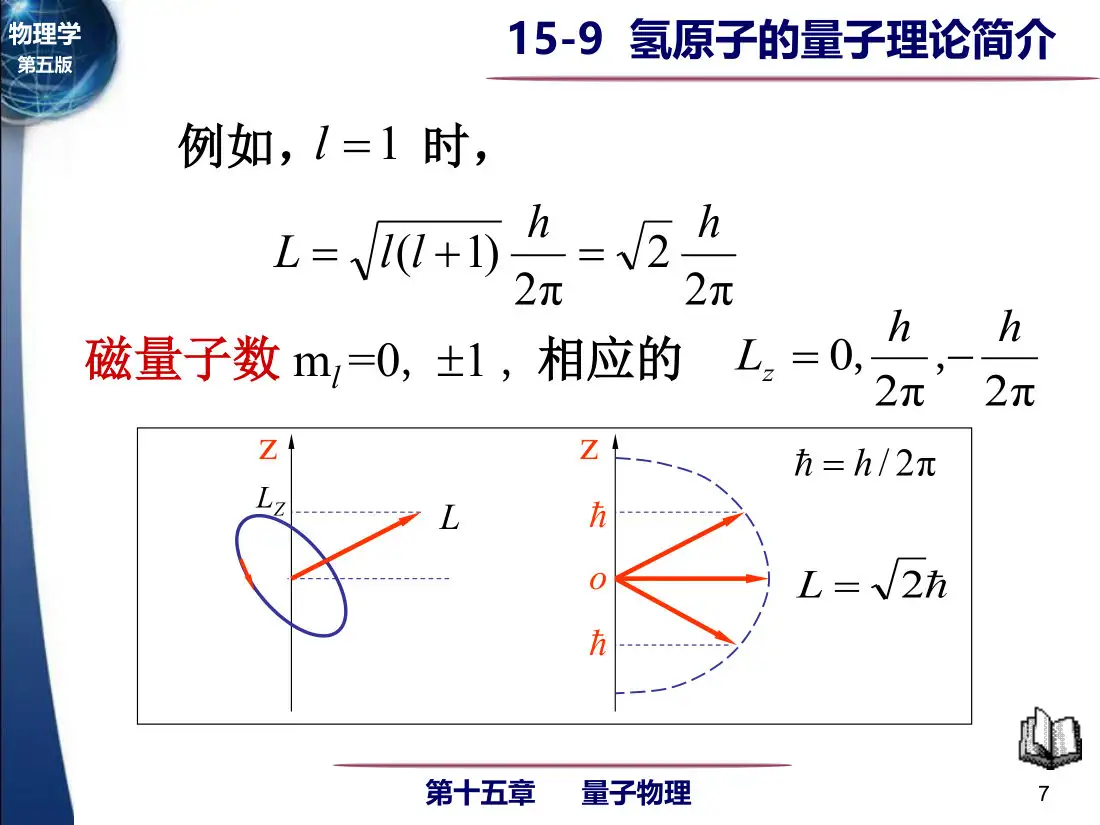 物理学
第五版
15-9 氢原子的量子理论简介
例如，l = 1 时，
L = √l(l+1) h/2π = √2 h/2π
磁量子数 mₗ=0, ±1 , 相应的 L_z = 0, h/2π , − h/2π
z
L_Z
L
z
ħ
o
ħ
ħ = h / 2π
L = √2ħ
第十五章 量子物理
7